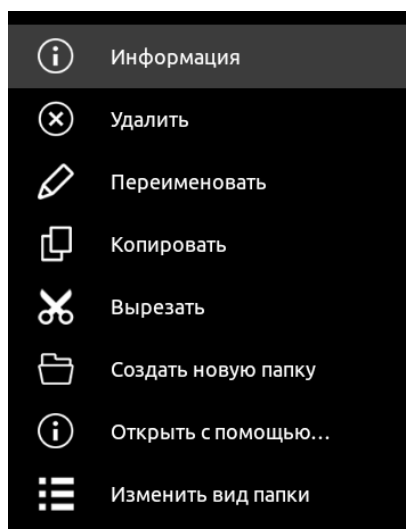 Информация
Удалить
Переименовать
Копировать
Вырезать
Создать новую папку
Открыть с помощью...
Изменить вид папки